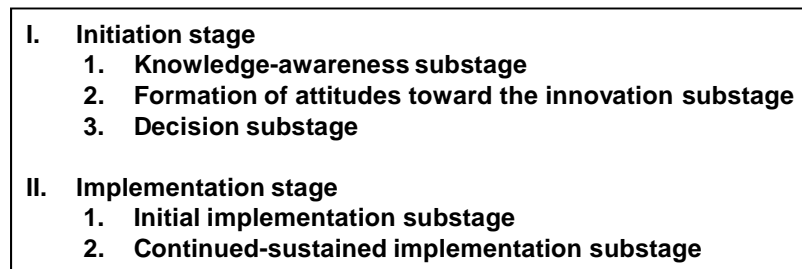 I. Initiation stage
1. Knowledge-awareness substage
2. Formation of attitudes toward the innovation substage
3. Decision substage
II. Implementation stage
1. Initial implementation substage
2. Continued-sustained implementation substage